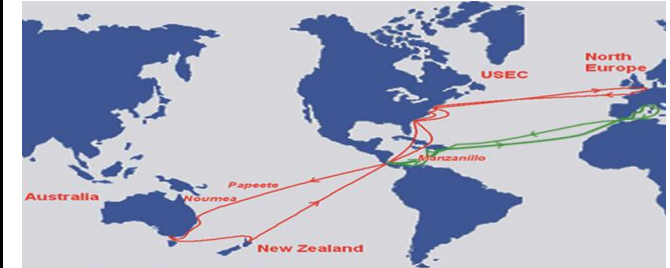 North
Europe
USEC
Manzanillo
Papeete
Noumea
Australia
New Zealand